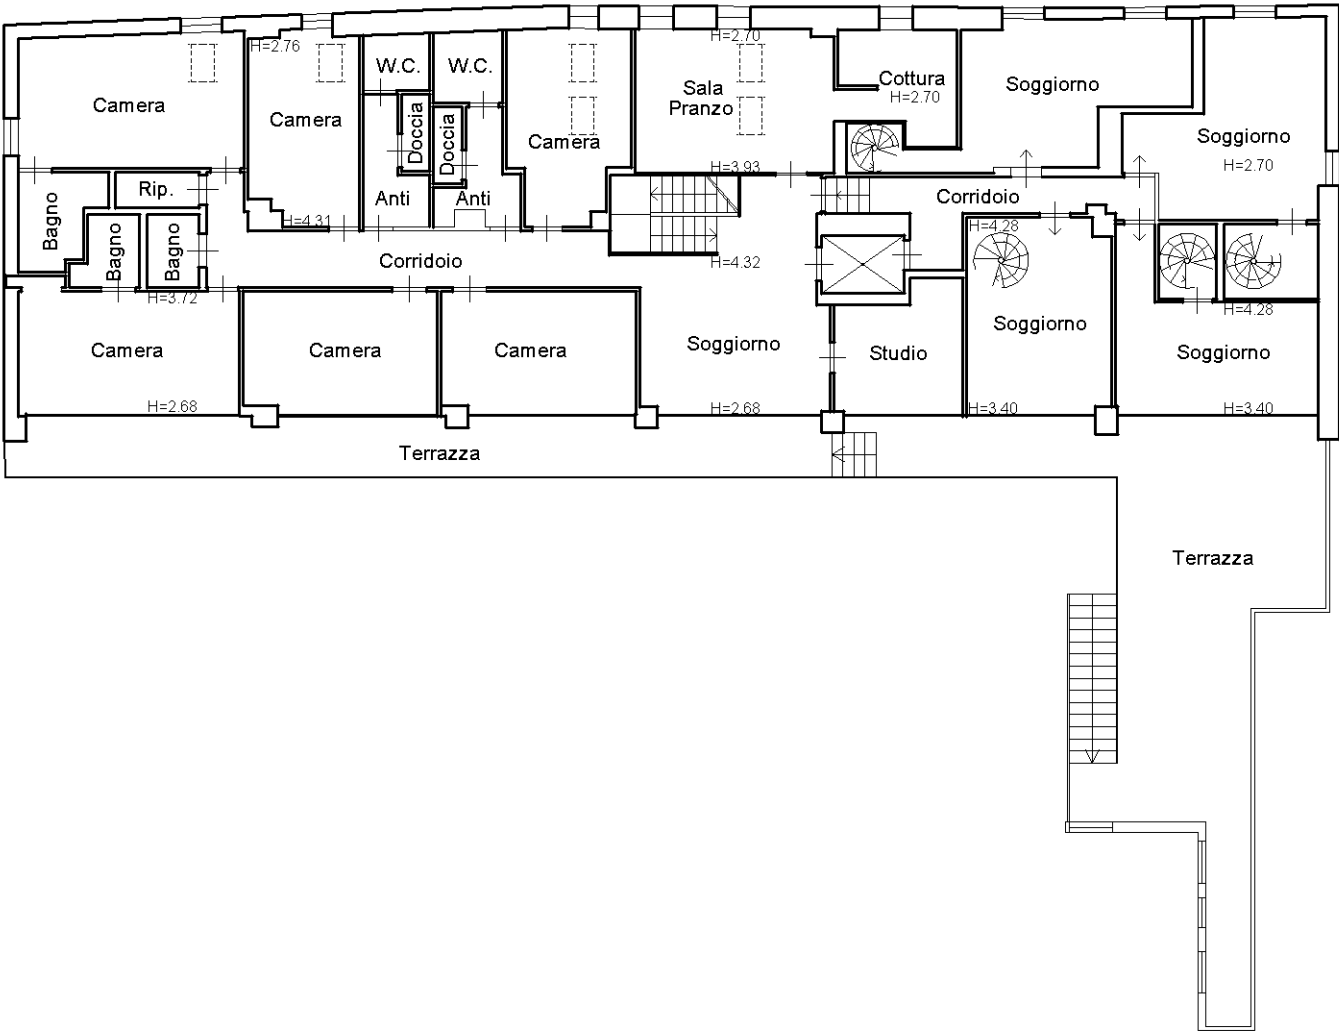 H=2.70
H=2.76
W.C.
W.C.
Cottura
H=2.70
Soggiorno
Sala
Pranzo
Camera
Camera
Doccia
Doccia
Camera
Soggiorno
H=2.70
H=3.93
Rip.
Anti
Anti
Corridoio
Bagno
Bagno
Bagno
H=4.31
H=4.28
Corridoio
H=4.32
H=3.72
H=4.28
Soggiorno
Camera
Camera
Camera
Soggiorno
Studio
Soggiorno
H=2.68
H=2.68
H=3.40
H=3.40
Terrazza
Terrazza